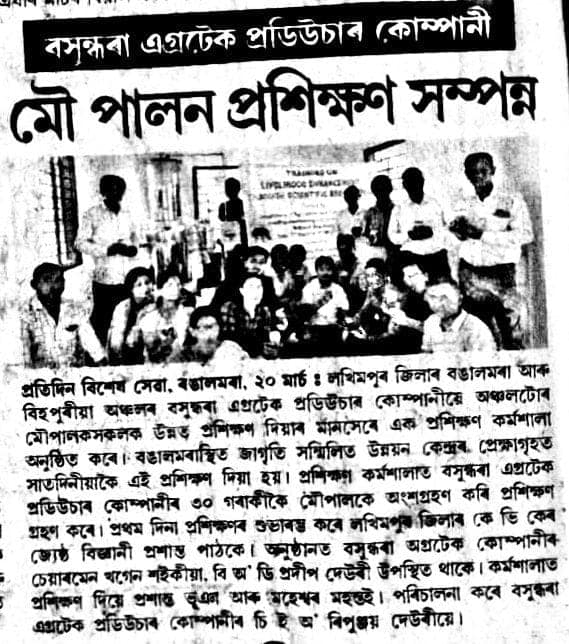 বসুন্ধৰা এগ্ৰটেক প্ৰডিউচাৰ কোম্পানী
মৌ পালন প্ৰশিক্ষণ সম্পন্ন
TRAINING ON
LIVELIHOOD ENHANCEMENT
THROUGH SCIENTIFIC BEE
প্ৰতিদিন বিশেষ সেৱা, বঙালমৰা, ২০ মাৰ্চ ঃ লখিমপুৰ জিলাৰ বঙালমৰা আৰু
বিহপুৰীয়া অঞ্চলৰ বসুন্ধৰা এগ্ৰটেক প্ৰডিউচাৰ কোম্পানীয়ে অঞ্চলটোৰ
মৌপালকসকলক উন্নত প্ৰশিক্ষণ দিয়াৰ মানসেৰে এক প্ৰশিক্ষণ কৰ্মশালা
অনুষ্ঠিত কৰে। বঙালমৰাস্থিত জাগৃতি সন্মিলিত উন্নয়ন কেন্দ্ৰৰ প্ৰেক্ষাগৃহত
সাতদিনীয়াকৈ এই প্ৰশিক্ষণ দিয়া হয়। প্ৰশিক্ষণ কৰ্মশালাত বসুন্ধৰা এগ্ৰটেক
প্ৰডিউচাৰ কোম্পানীৰ ৩০ গৰাকীকৈ মৌপালকে অংশগ্ৰহণ কৰি প্ৰশিক্ষণ
গ্ৰহণ কৰে। প্ৰথম দিনা প্ৰশিক্ষণৰ শুভাৰম্ভ কৰে লখিমপুৰ জিলাৰ কে ভি কেৰ
জ্যেষ্ঠ বিজ্ঞানী প্ৰশান্ত পাঠকে। অনুষ্ঠানত বসুন্ধৰা অগ্ৰটেক কোম্পানীৰ
চেয়াৰমেন খগেন শইকীয়া, বি অ' ডি প্ৰদীপ দেউৰী উপস্থিত থাকে। কৰ্মশালাত
প্ৰশিক্ষণ দিয়ে প্ৰশান্ত ভূএগ আৰু মহেশ্বৰ মহন্তই। পৰিচালনা কৰে বসুন্ধৰা
এগ্ৰটেক প্ৰডিউচাৰ কোম্পানীৰ চি ই অ' ৰিপুঞ্জয় দেউৰীয়ে।